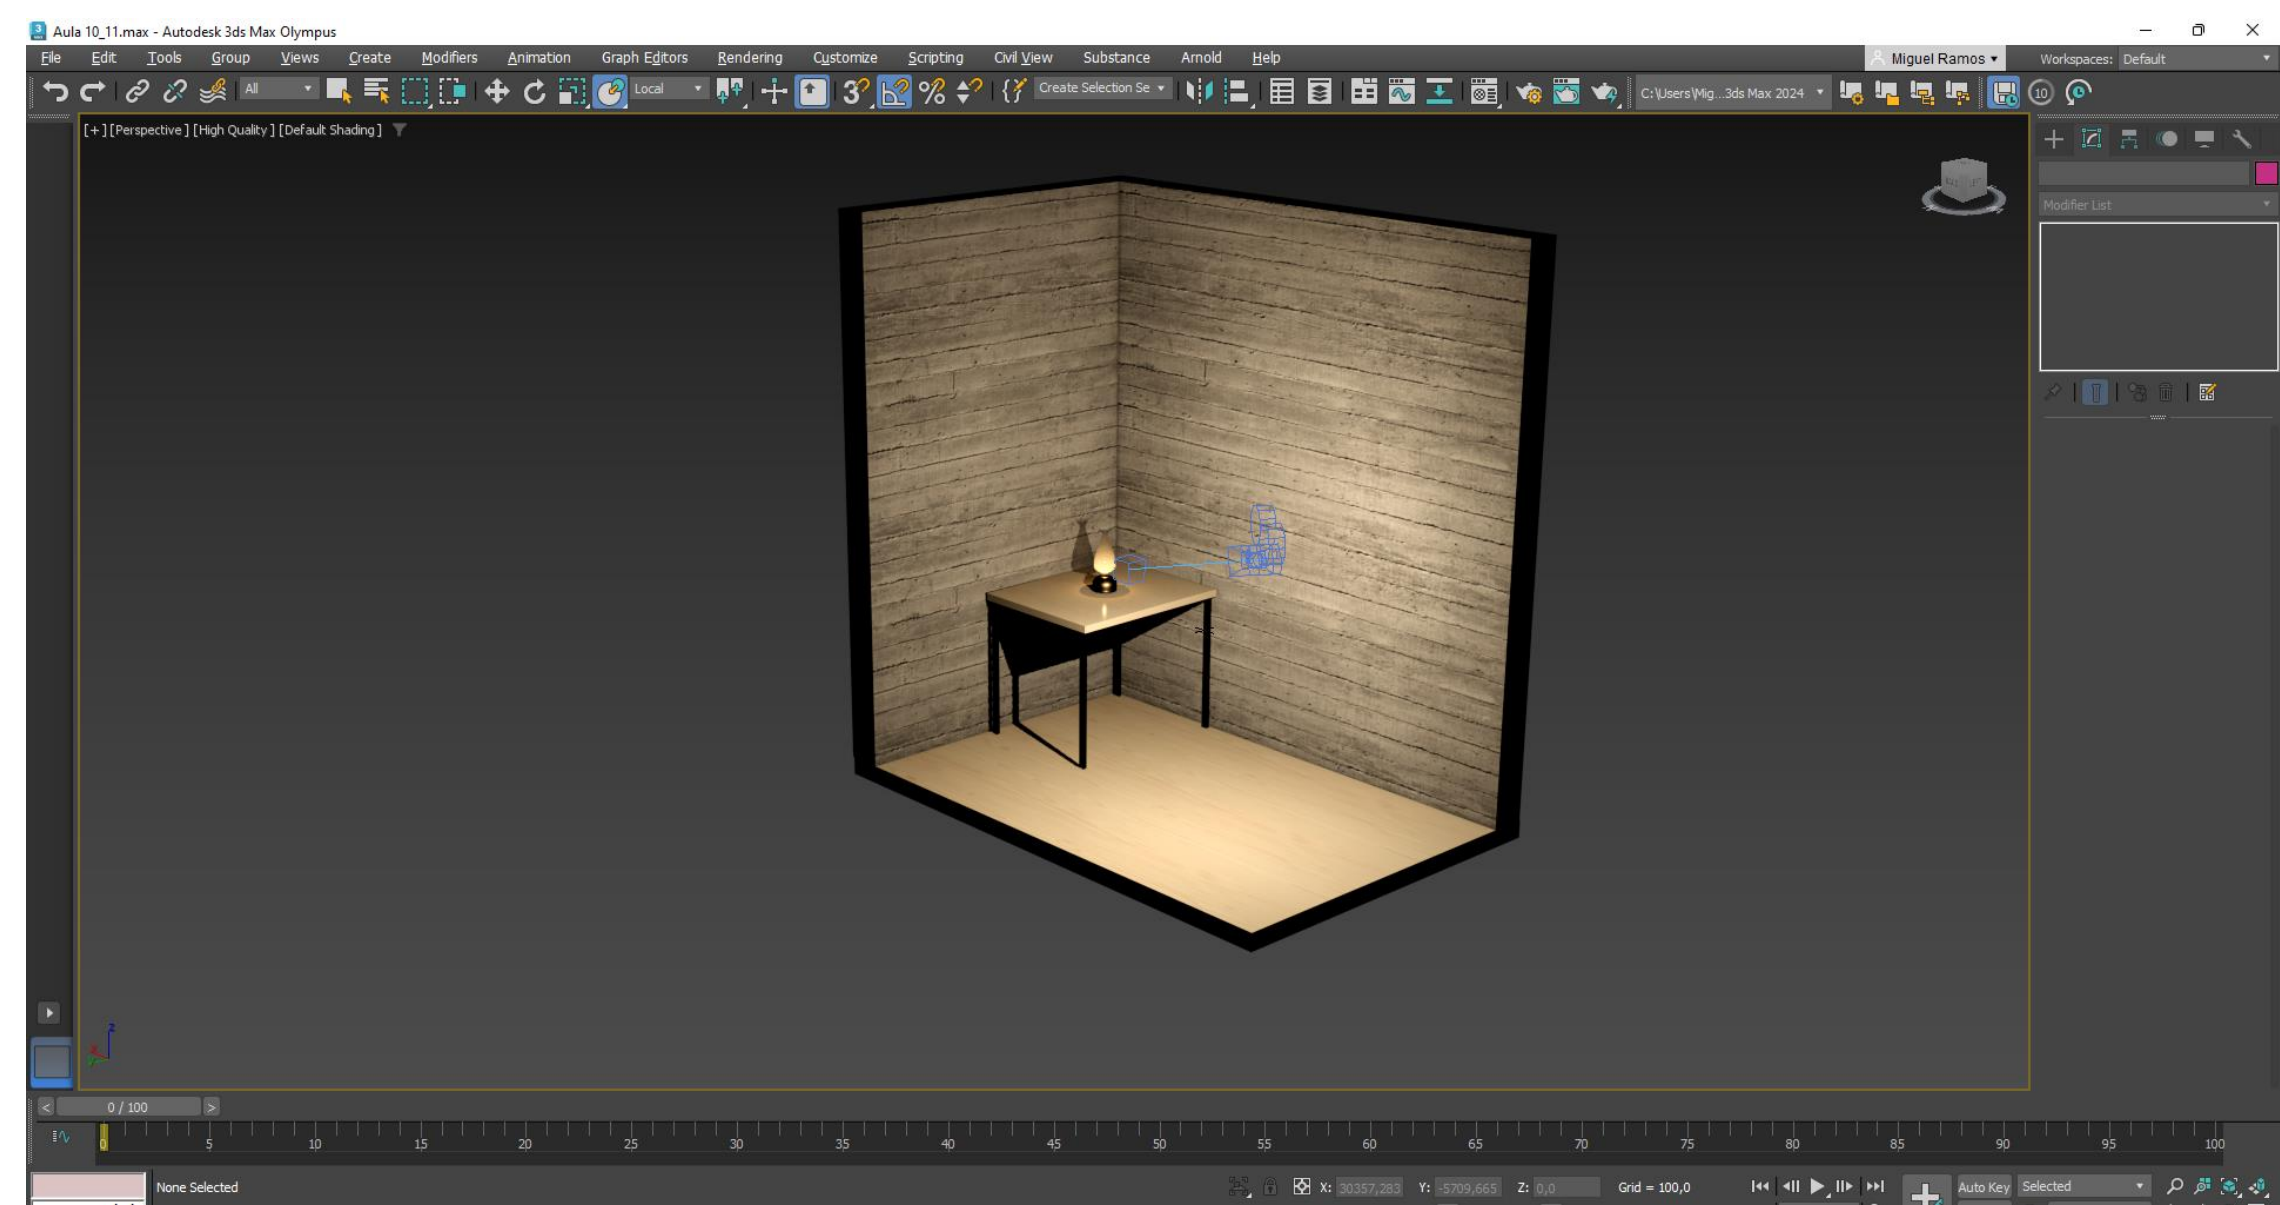 Aula 10_11.max - Autodesk 3ds Max Olympus
File Edit Tools Group Views Create Modifiers Animation Graph Editors Rendering Customize Scripting Civil View Substance Arnold Help Miguel Ramos Workspaces: Default
All Local Create Selection Se C:\Users\Mig...3ds Max 2024 10
[+] [Perspective ] [High Quality ] [Default Shading ]
Modifier List
z
x
y
< 0 / 100 >
0 5 10 15 20 25 30 35 40 45 50 55 60 65 70 75 80 85 90 95 100
None Selected X: 30357,283 Y: -5709,665 Z: 0,0 Grid = 100,0 Auto Key Selected